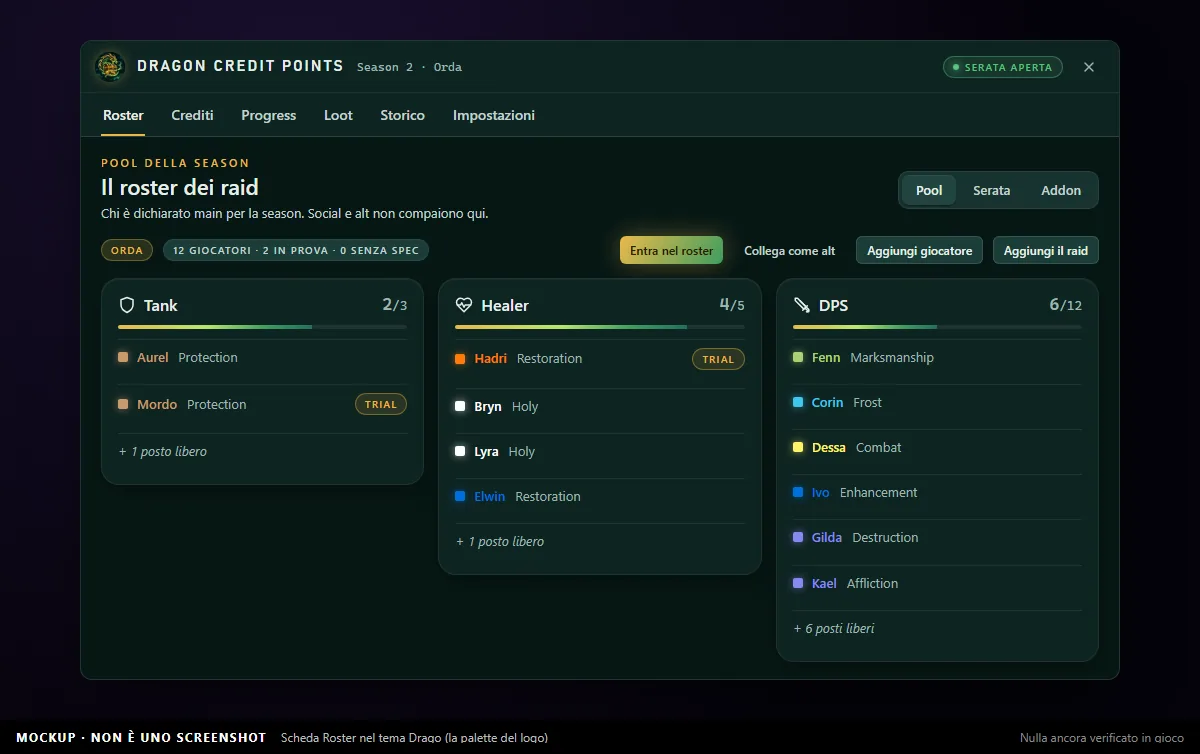 DRAGON CREDIT POINTS Season 2 · Orda
SERATA APERTA
Roster Crediti Progress Loot Storico Impostazioni
POOL DELLA SEASON
Il roster dei raid
Chi è dichiarato main per la season. Social e alt non compaiono qui.
Pool Serata Addon
ORDA 12 GIOCATORI · 2 IN PROVA · 0 SENZA SPEC
Entra nel roster Collega come alt Aggiungi giocatore Aggiungi il raid
Tank 2/3
Aurel Protection
Mordo Protection TRIAL
+ 1 posto libero
Healer 4/5
Hadri Restoration TRIAL
Bryn Holy
Lyra Holy
Elwin Restoration
+ 1 posto libero
DPS 6/12
Fenn Marksmanship
Corin Frost
Dessa Combat
Ivo Enhancement
Gilda Destruction
Kael Affliction
+ 6 posti liberi
MOCKUP · NON È UNO SCREENSHOT Scheda Roster nel tema Drago (la palette del logo)
Nulla ancora verificato in gioco